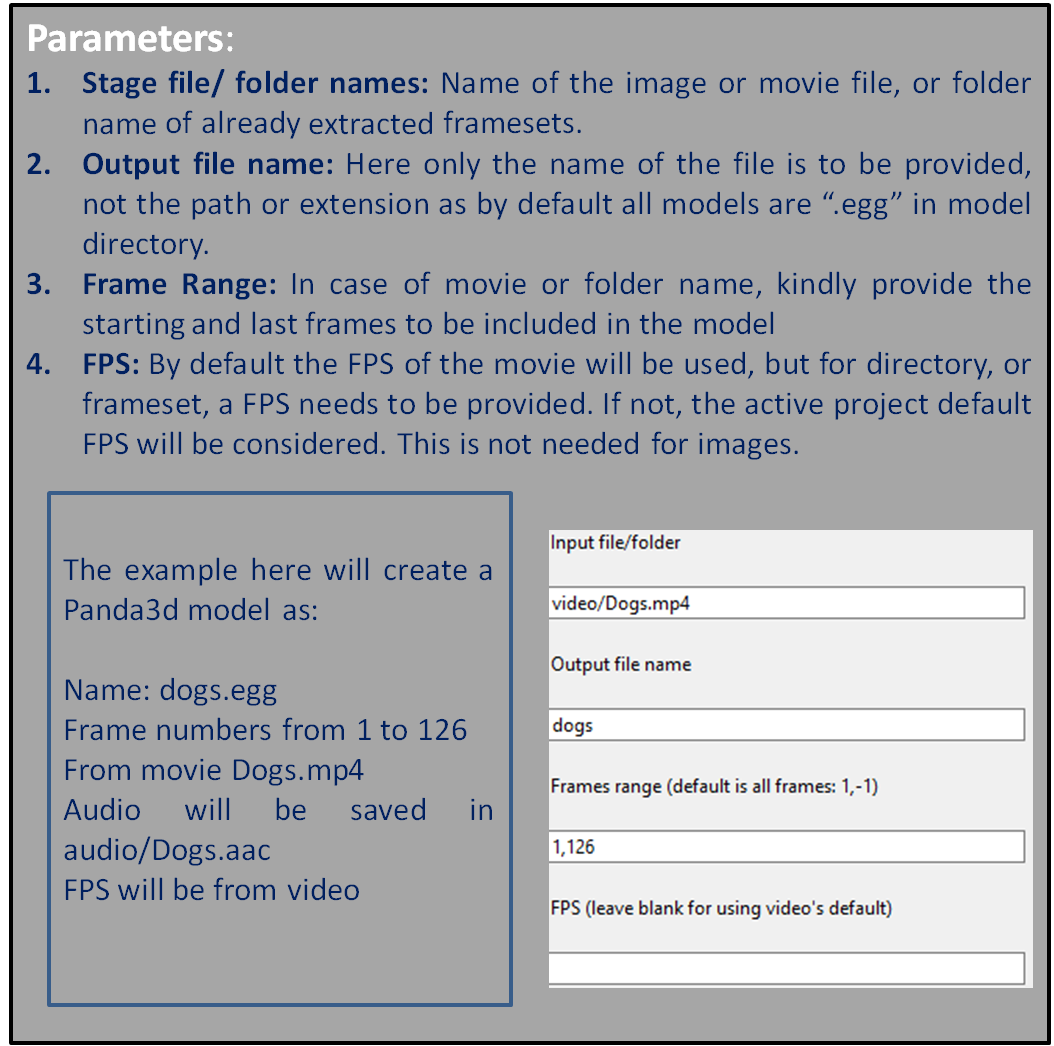 Parameters:
1. Stage file/ folder names: Name of the image or movie file, or folder
name of already extracted framesets.
2. Output file name: Here only the name of the file is to be provided,
not the path or extension as by default all models are “.egg” in model
directory.
3. Frame Range: In case of movie or folder name, kindly provide the
starting and last frames to be included in the model
4. FPS: By default the FPS of the movie will be used, but for directory, or
frameset, a FPS needs to be provided. If not, the active project default
FPS will be considered. This is not needed for images.
The example here will create a
Panda3d model as:
Name: dogs.egg
Frame numbers from 1 to 126
From movie Dogs.mp4
Audio will be saved in
audio/Dogs.aac
FPS will be from video
Input file/folder
video/Dogs.mp4
Output file name
dogs
Frames range (default is all frames: 1,-1)
1,126
FPS (leave blank for using video's default)